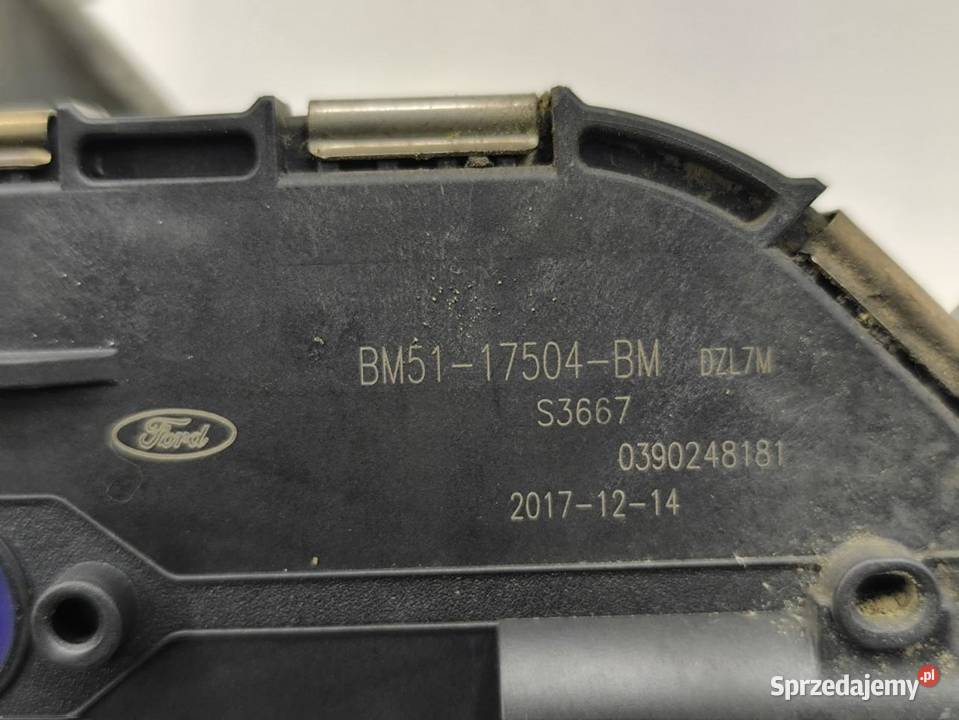 BM51-17504-BM DZL7M
S3667
Ford
0390248181
2017-12-14
Sprzedajemy.pl